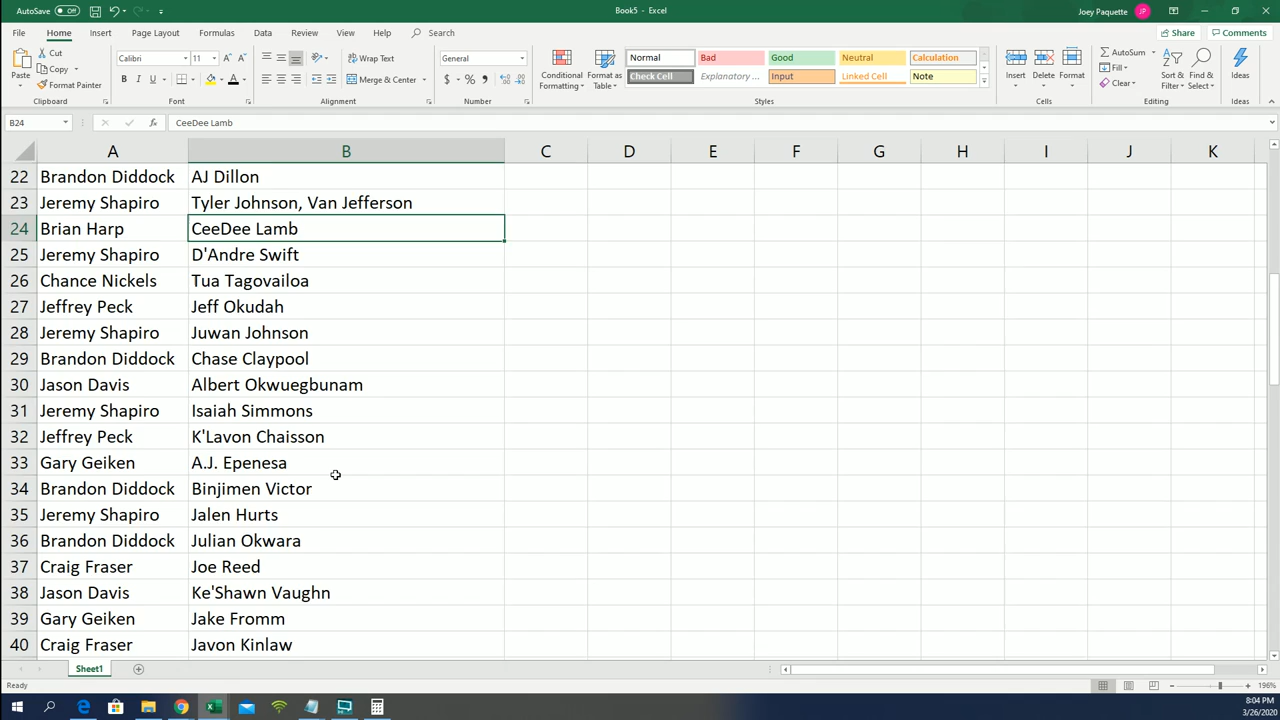 AutoSave Off Book5 - Excel Joey Paquette JP
File Home Insert Page Layout Formulas Data Review View Help Search Share Comments
Paste Cut Copy Format Painter Clipboard
Calibri 11 A A B I U A Font
ab Wrap Text Merge & Center Alignment
General $ % , Number
Conditional Formatting Format as Table
Normal Bad Good Neutral Calculation
Check Cell Explanatory ... Input Linked Cell Note
Styles
Insert Delete Format Cells
AutoSum Fill Clear Sort & Filter Find & Select Editing
Ideas Ideas
B24 fx CeeDee Lamb
A B C D E F G H I J K
22 Brandon Diddock AJ Dillon
23 Jeremy Shapiro Tyler Johnson, Van Jefferson
24 Brian Harp CeeDee Lamb
25 Jeremy Shapiro D'Andre Swift
26 Chance Nickels Tua Tagovailoa
27 Jeffrey Peck Jeff Okudah
28 Jeremy Shapiro Juwan Johnson
29 Brandon Diddock Chase Claypool
30 Jason Davis Albert Okwuegbunam
31 Jeremy Shapiro Isaiah Simmons
32 Jeffrey Peck K'Lavon Chaisson
33 Gary Geiken A.J. Epenesa
34 Brandon Diddock Binjimen Victor
35 Jeremy Shapiro Jalen Hurts
36 Brandon Diddock Julian Okwara
37 Craig Fraser Joe Reed
38 Jason Davis Ke'Shawn Vaughn
39 Gary Geiken Jake Fromm
40 Craig Fraser Javon Kinlaw
Sheet1
Ready 196%
8:04 PM
3/26/2020